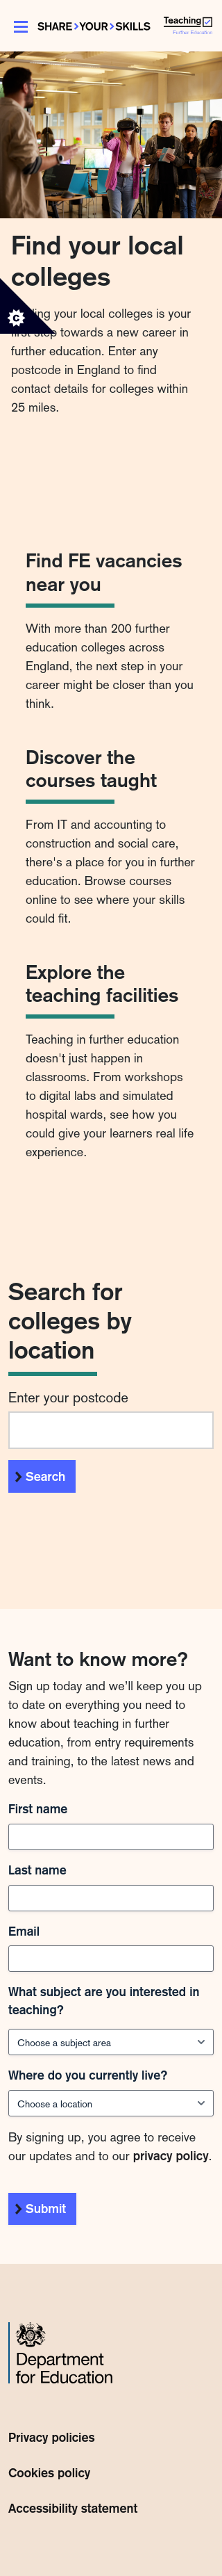 SHARE YOUR SKILLS
Teaching
Further Education
Find your local
colleges
your local colleges is your
step towards a new career in
further education. Enter any
postcode in England to find
contact details for colleges within
25 miles.
Find FE vacancies
near you
With more than 200 further
education colleges across
England, the next step in your
career might be closer than you
think.
Discover the
courses taught
From IT and accounting to
construction and social care,
there's a place for you in further
education. Browse courses
online to see where your skills
could fit.
Explore the
teaching facilities
Teaching in further education
doesn't just happen in
classrooms. From workshops
to digital labs and simulated
hospital wards, see how you
could give your learners real life
experience.
Search for
colleges by
location
Enter your postcode
Search
Want to know more?
Sign up today and we'll keep you up
to date on everything you need to
know about teaching in further
education, from entry requirements
and training, to the latest news and
events.
First name
Last name
Email
What subject are you interested in
teaching?
Choose a subject area
Where do you currently live?
Choose a location
By signing up, you agree to receive
our updates and to our privacy policy.
Submit
Department
for Education
Privacy policies
Cookies policy
Accessibility statement